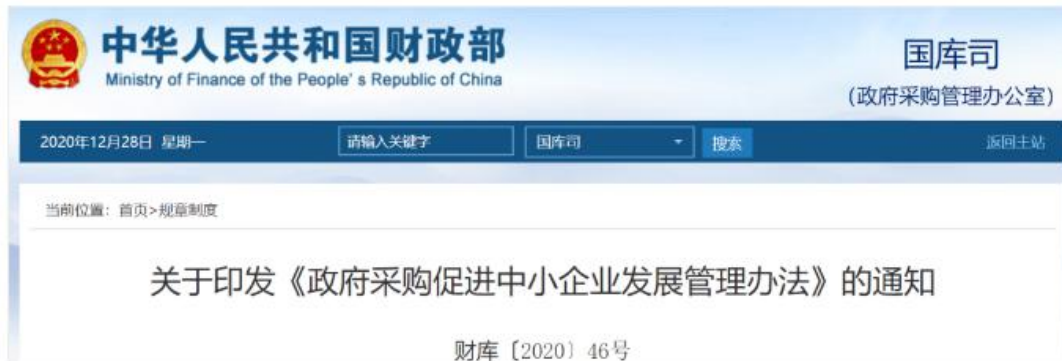 中华人民共和国财政部
Ministry of Finance of the People' s Republic of China
国库司
(政府采购管理办公室)
2020年12月28日 星期一
请输入关键字
国库司
搜索
返回主站
当前位置：首页>规章制度
关于印发《政府采购促进中小企业发展管理办法》的通知
财库〔2020〕46号